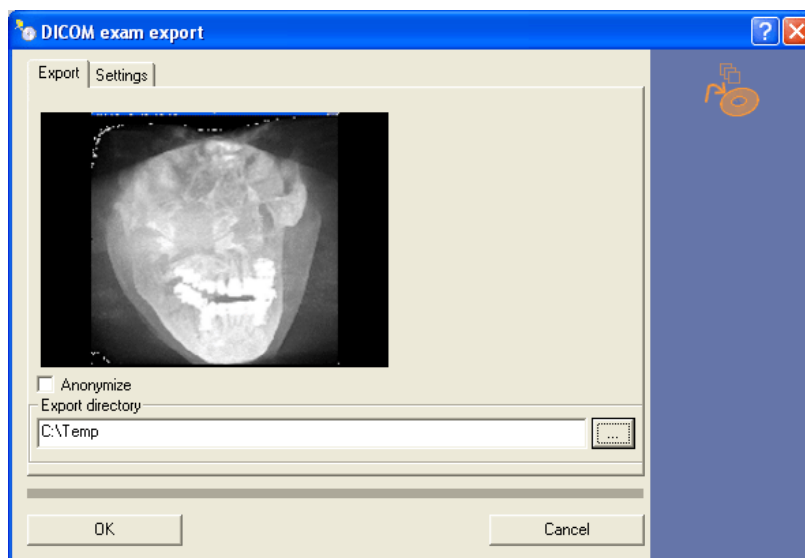 DICOM exam export
Export Settings
Anonymize
Export directory
C:\Temp
...
OK Cancel